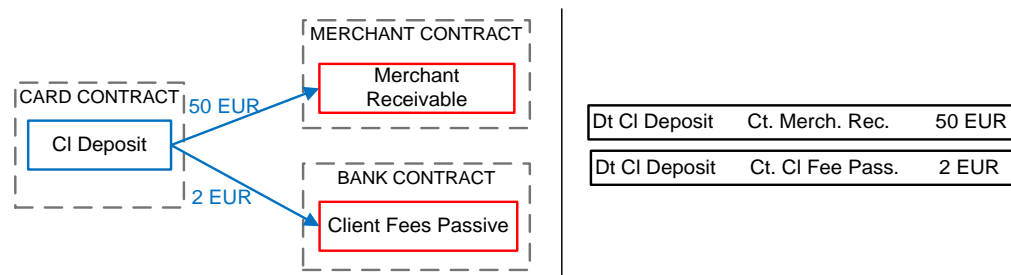 MERCHANT CONTRACT
Merchant
Receivable
CARD CONTRACT
50 EUR
Cl Deposit
BANK CONTRACT
2 EUR
Client Fees Passive
Dt Cl Deposit Ct. Merch. Rec. 50 EUR
Dt Cl Deposit Ct. Cl Fee Pass. 2 EUR